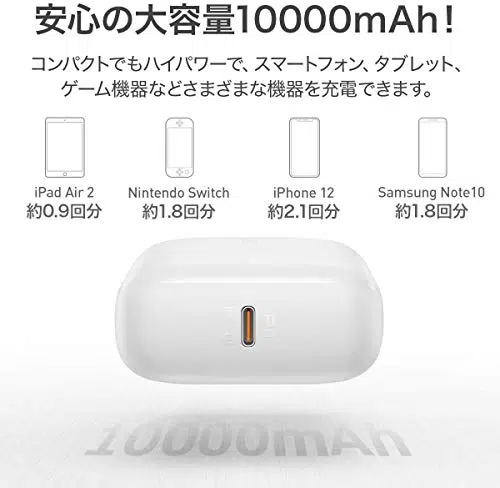 安心の大容量10000mAh!
コンパクトでもハイパワーで、スマートフォン、タブレット、
ゲーム機器などさまざまな機器を充電できます。
iPad Air 2
Nintendo Switch
iPhone 12
Samsung Note10
約0.9回分
約1.8回分
約2.1回分
約1.8回分
10000mAh